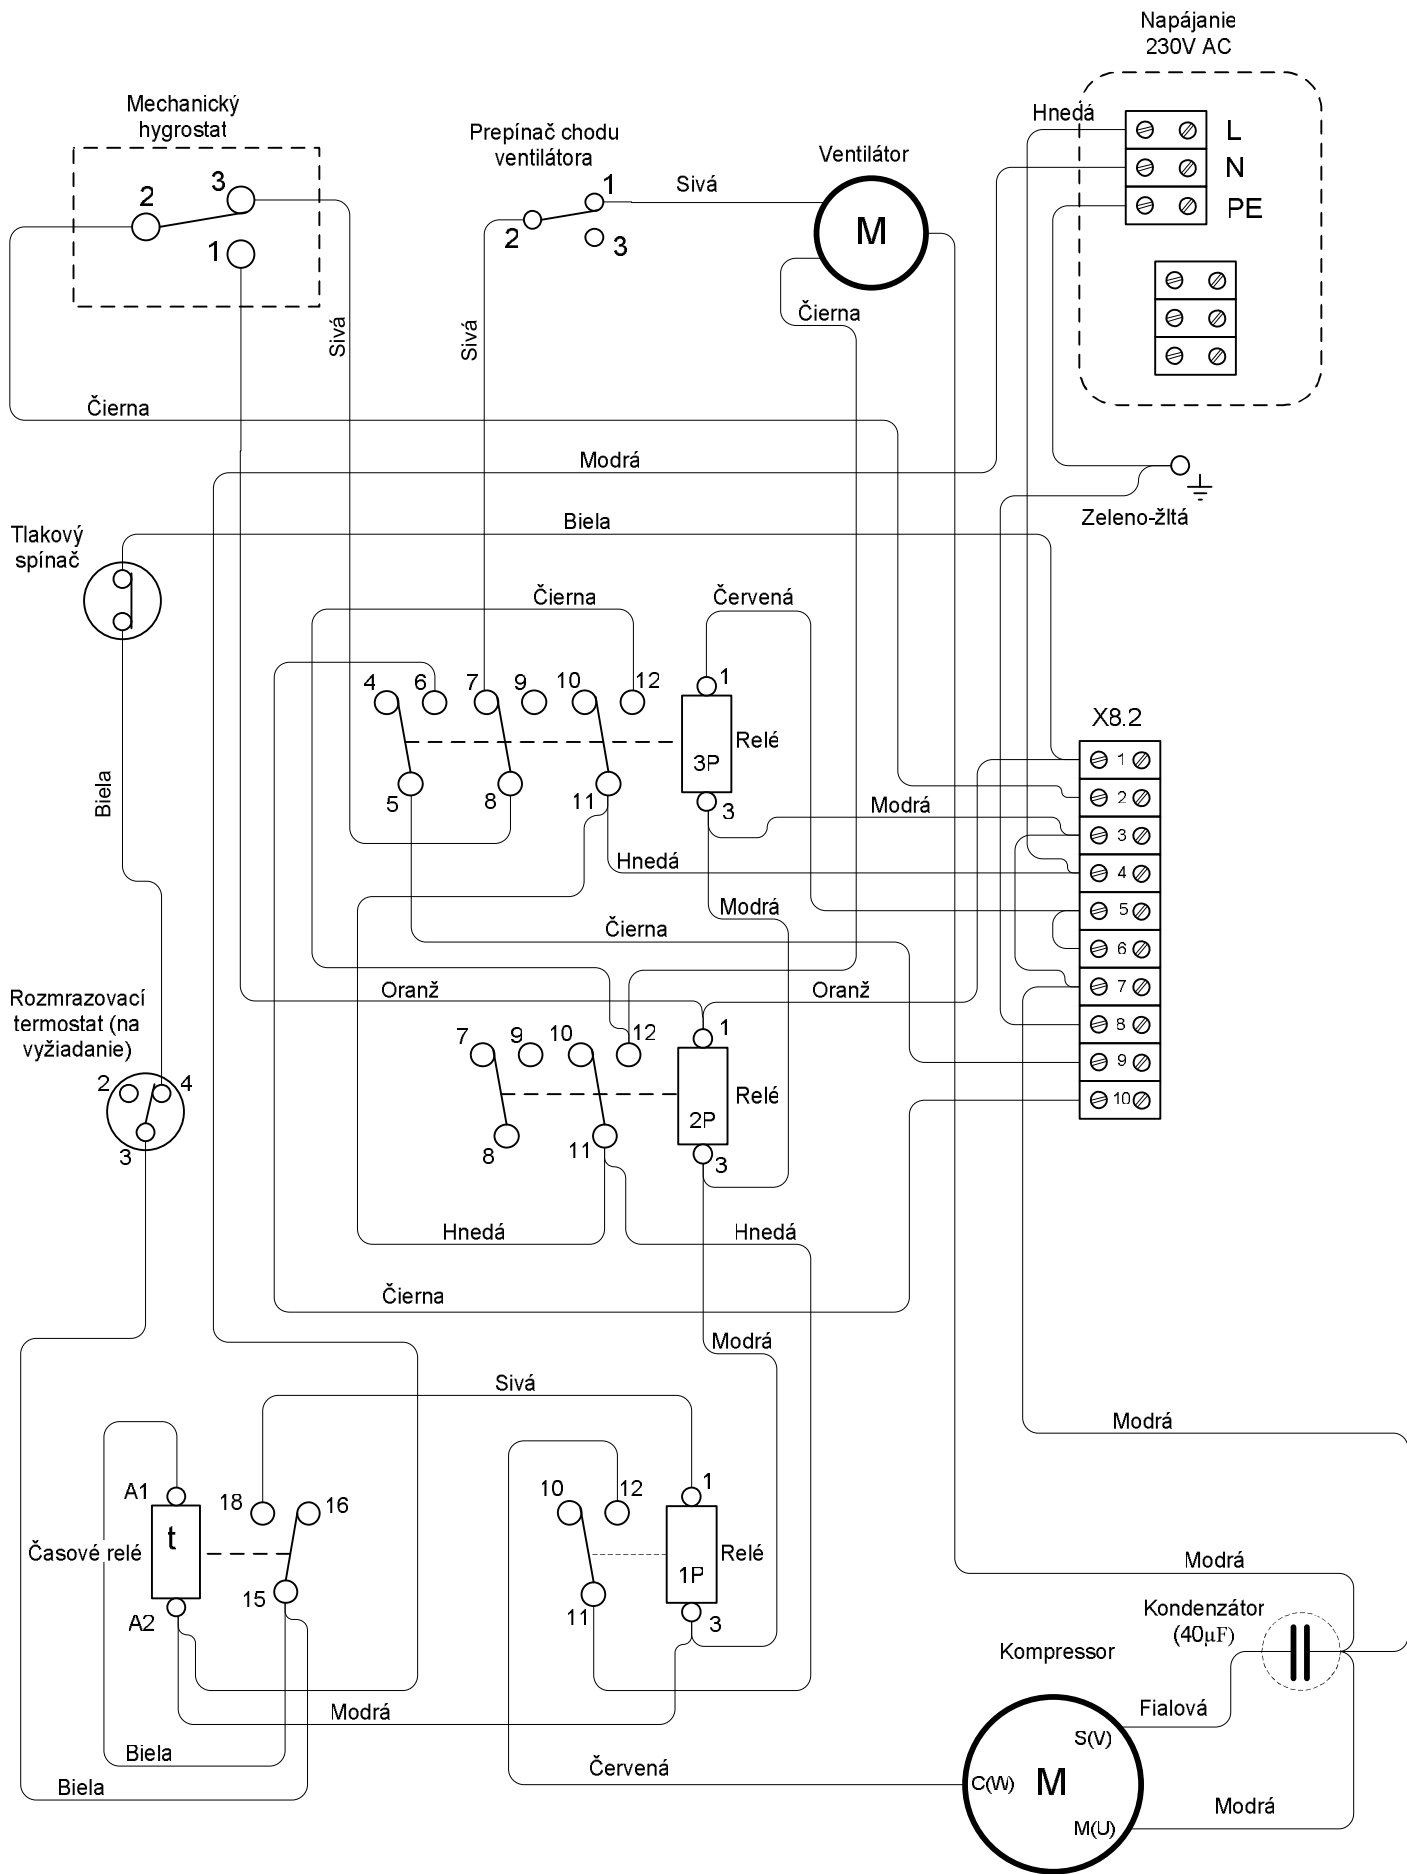 Napájanie
230V AC
Hnedá
L
N
PE
Mechanický
hygrostat
2
3
1
Prepínač chodu
ventilátora
1
2
3
Sivá
Ventilátor
M
Čierna
Sivá
Sivá
Čierna
Modrá
Zeleno-žltá
Biela
Tlakový
spínač
Čierna
Červená
4
6
7
9
10
12
1
Relé
3P
5
8
11
3
X8.2
1
2
3
4
5
6
7
8
9
10
Biela
Modrá
Hnedá
Modrá
Čierna
Oranž
Oranž
Rozmrazovací
termostat (na
vyžiadanie)
2
4
3
7
9
10
12
1
Relé
2P
8
11
3
Hnedá
Hnedá
Čierna
Modrá
Sivá
Modrá
A1
18
16
10
12
1
t
Časové relé
Relé
1P
15
11
3
A2
Modrá
Biela
Biela
Červená
Modrá
Kondenzátor
(40µF)
Kompressor
Fialová
S(V)
C(W)
M
M(U)
Modrá